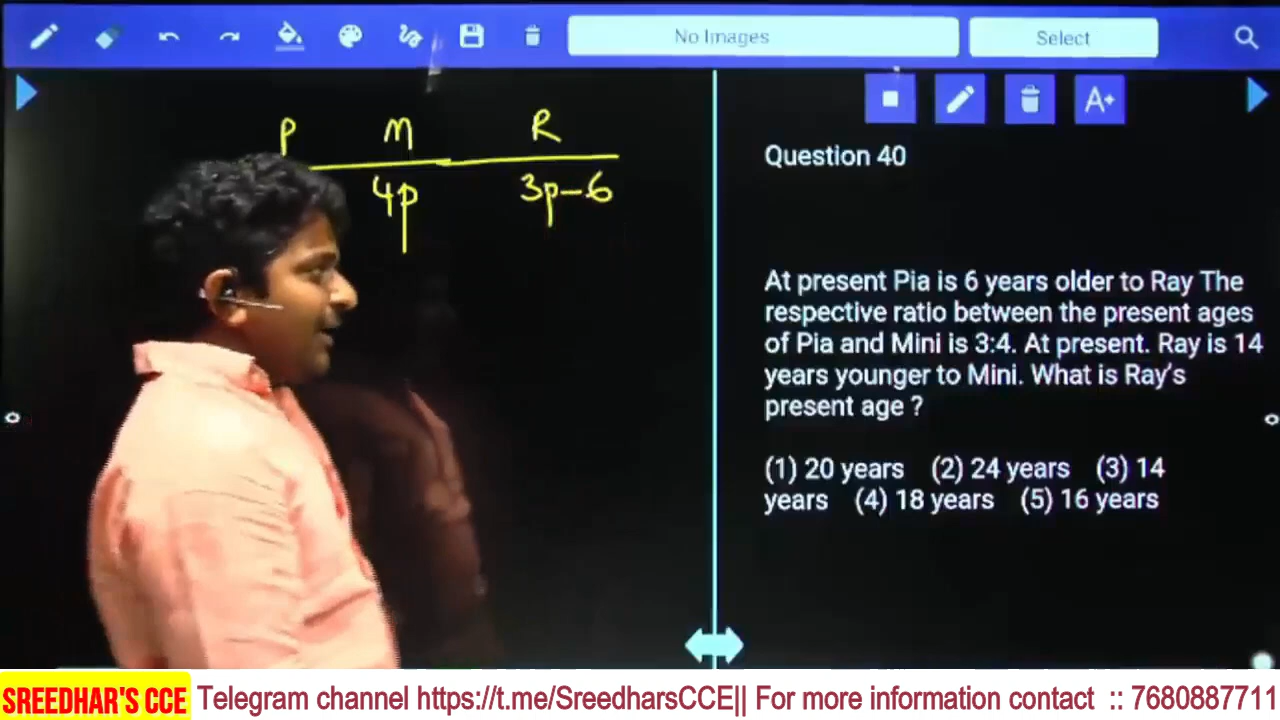 No Images
Select
A+
P M R
4p 3p-6
Question 40
At present Pia is 6 years older to Ray The
respective ratio between the present ages
of Pia and Mini is 3:4. At present. Ray is 14
years younger to Mini. What is Ray's
present age ?
(1) 20 years (2) 24 years (3) 14
years (4) 18 years (5) 16 years
SREEDHAR'S CCE Telegram channel https://t.me/SreedharsCCE|| For more information contact :: 7680887711